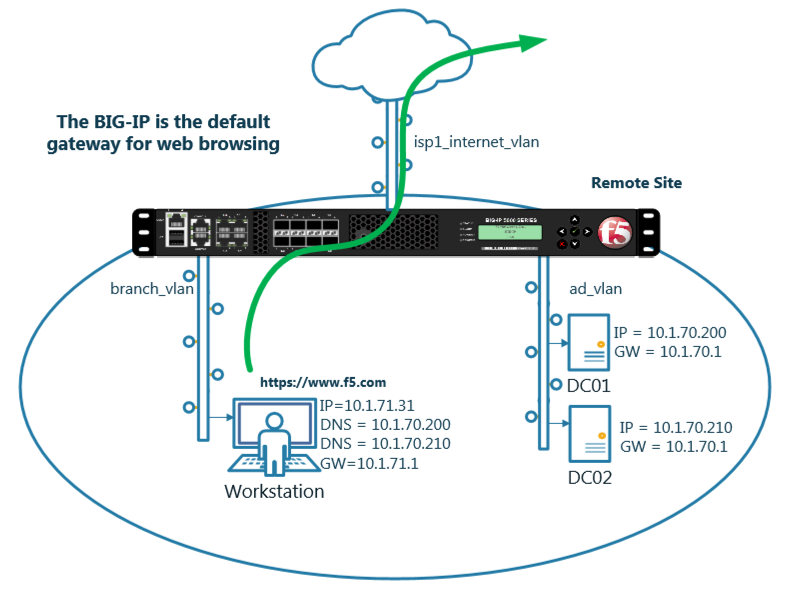 The BIG-IP is the default
gateway for web browsing
isp1_internet_vlan
Remote Site
BIG-IP 5000 SERIES
f5
branch_vlan
ad_vlan
IP = 10.1.70.200
GW = 10.1.70.1
DC01
https://www.f5.com
IP=10.1.71.31
DNS = 10.1.70.200
DNS = 10.1.70.210
GW=10.1.71.1
Workstation
IP = 10.1.70.210
GW = 10.1.70.1
DC02